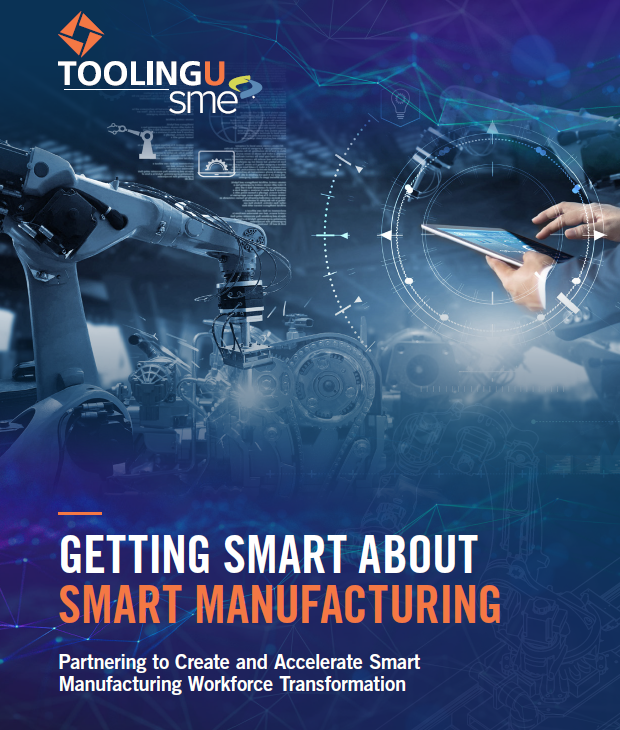 TOOLINGU
sme
GETTING SMART ABOUT
SMART MANUFACTURING
Partnering to Create and Accelerate Smart
Manufacturing Workforce Transformation